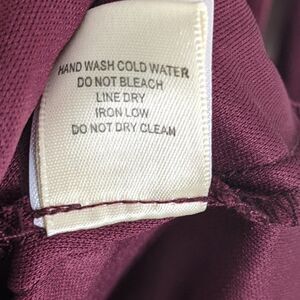 HAND WASH COLD WATER
DO NOT BLEACH
LINE DRY
IRON LOW
DO NOT DRY CLEAN